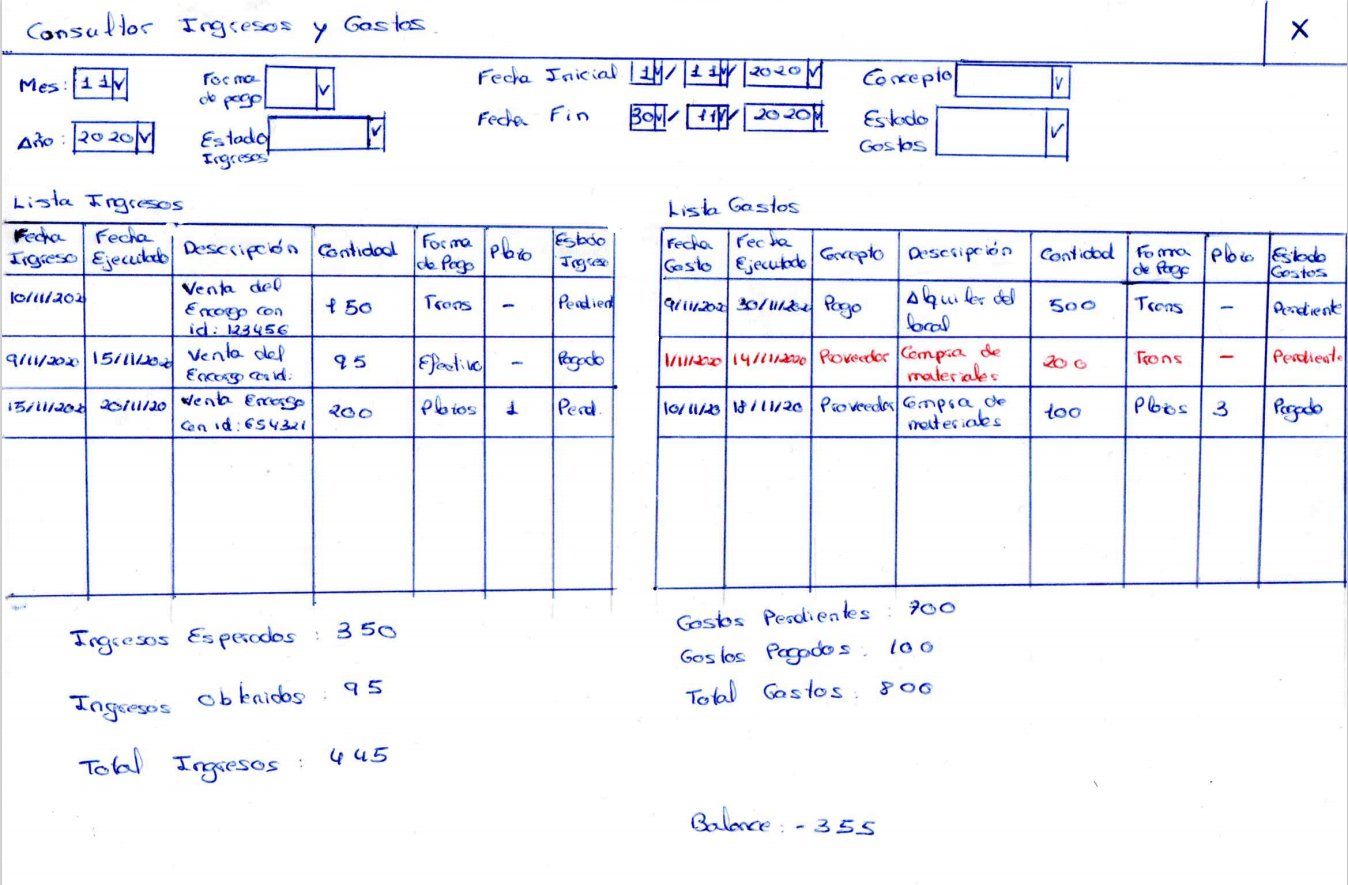 Consultar Ingresos y Gastos.
X
Mes: 11 v
Forma de pago v
Fecha Inicial 1 v / 11 v / 2020 v
Concepto v
Año: 2020 v
Estado Ingresos v
Fecha Fin 30 v / 11 v / 2020 v
Estado Gastos v
Lista Ingresos
Fecha Ingreso Fecha Ejecutado Descripción Cantidad Forma de Pago Plazo Estado Ingreso
10/11/202 Venta del Encargo con id: 123456 150 Trans - Pendient
9/11/2020 15/11/2020 Venta del Encargo con id: 95 Efectivo - Pagado
15/11/202 20/11/20 Venta Encargo con id: 654321 200 Plazos 1 Pend.
Ingresos Esperados : 350
Ingresos Obtenidos : 95
Total Ingresos : 445
Lista Gastos
Fecha Gasto Fecha Ejecutado Concepto Descripción Cantidad Forma de Pago Plazo Estado Gastos
9/11/202 30/11/202 Pago Alquiler del local 500 Trans - Pendiente
1/11/2020 14/11/2020 Proveedor Compra de materiales 200 Trans - Pendiente
10/11/20 18/11/20 Proveedor Compra de materiales 100 Plazos 3 Pagado
Gastos Pendientes : 700
Gastos Pagados : 100
Total Gastos : 800
Balance : -355